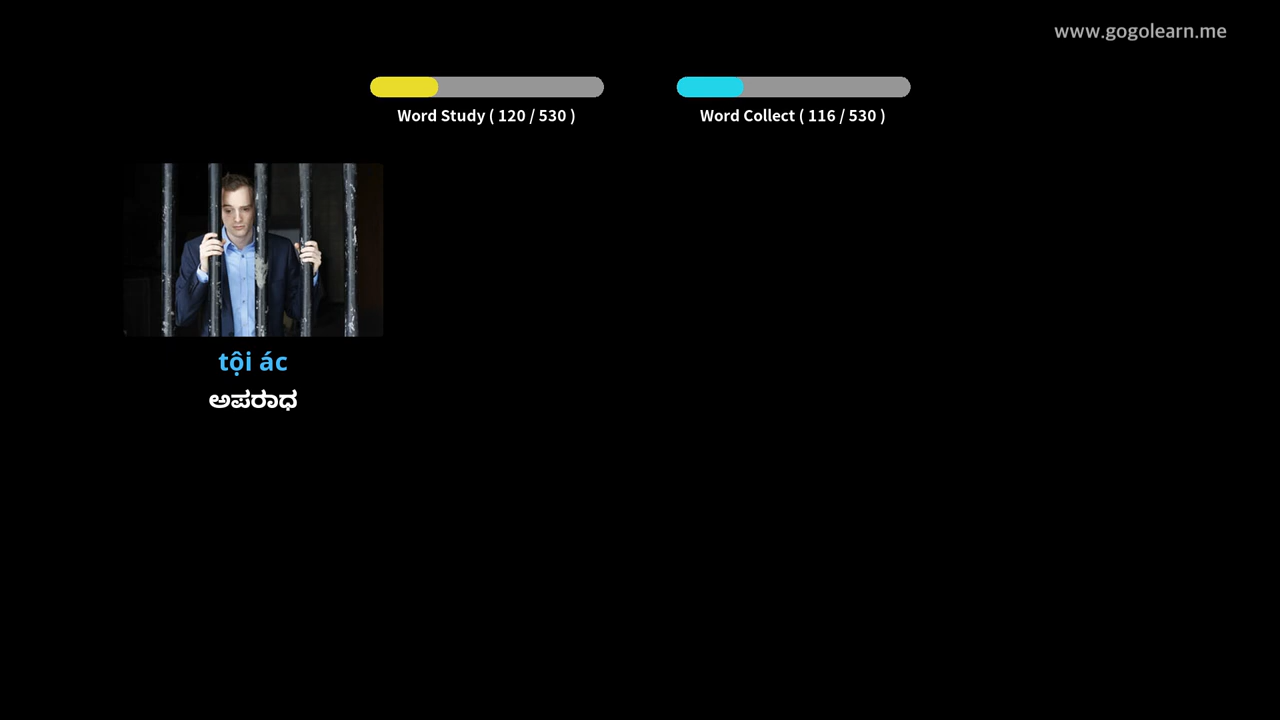 www.gogolearn.me
Word Study ( 120 / 530 )
Word Collect ( 116 / 530 )
tội ác
ಅಪರಾಧ